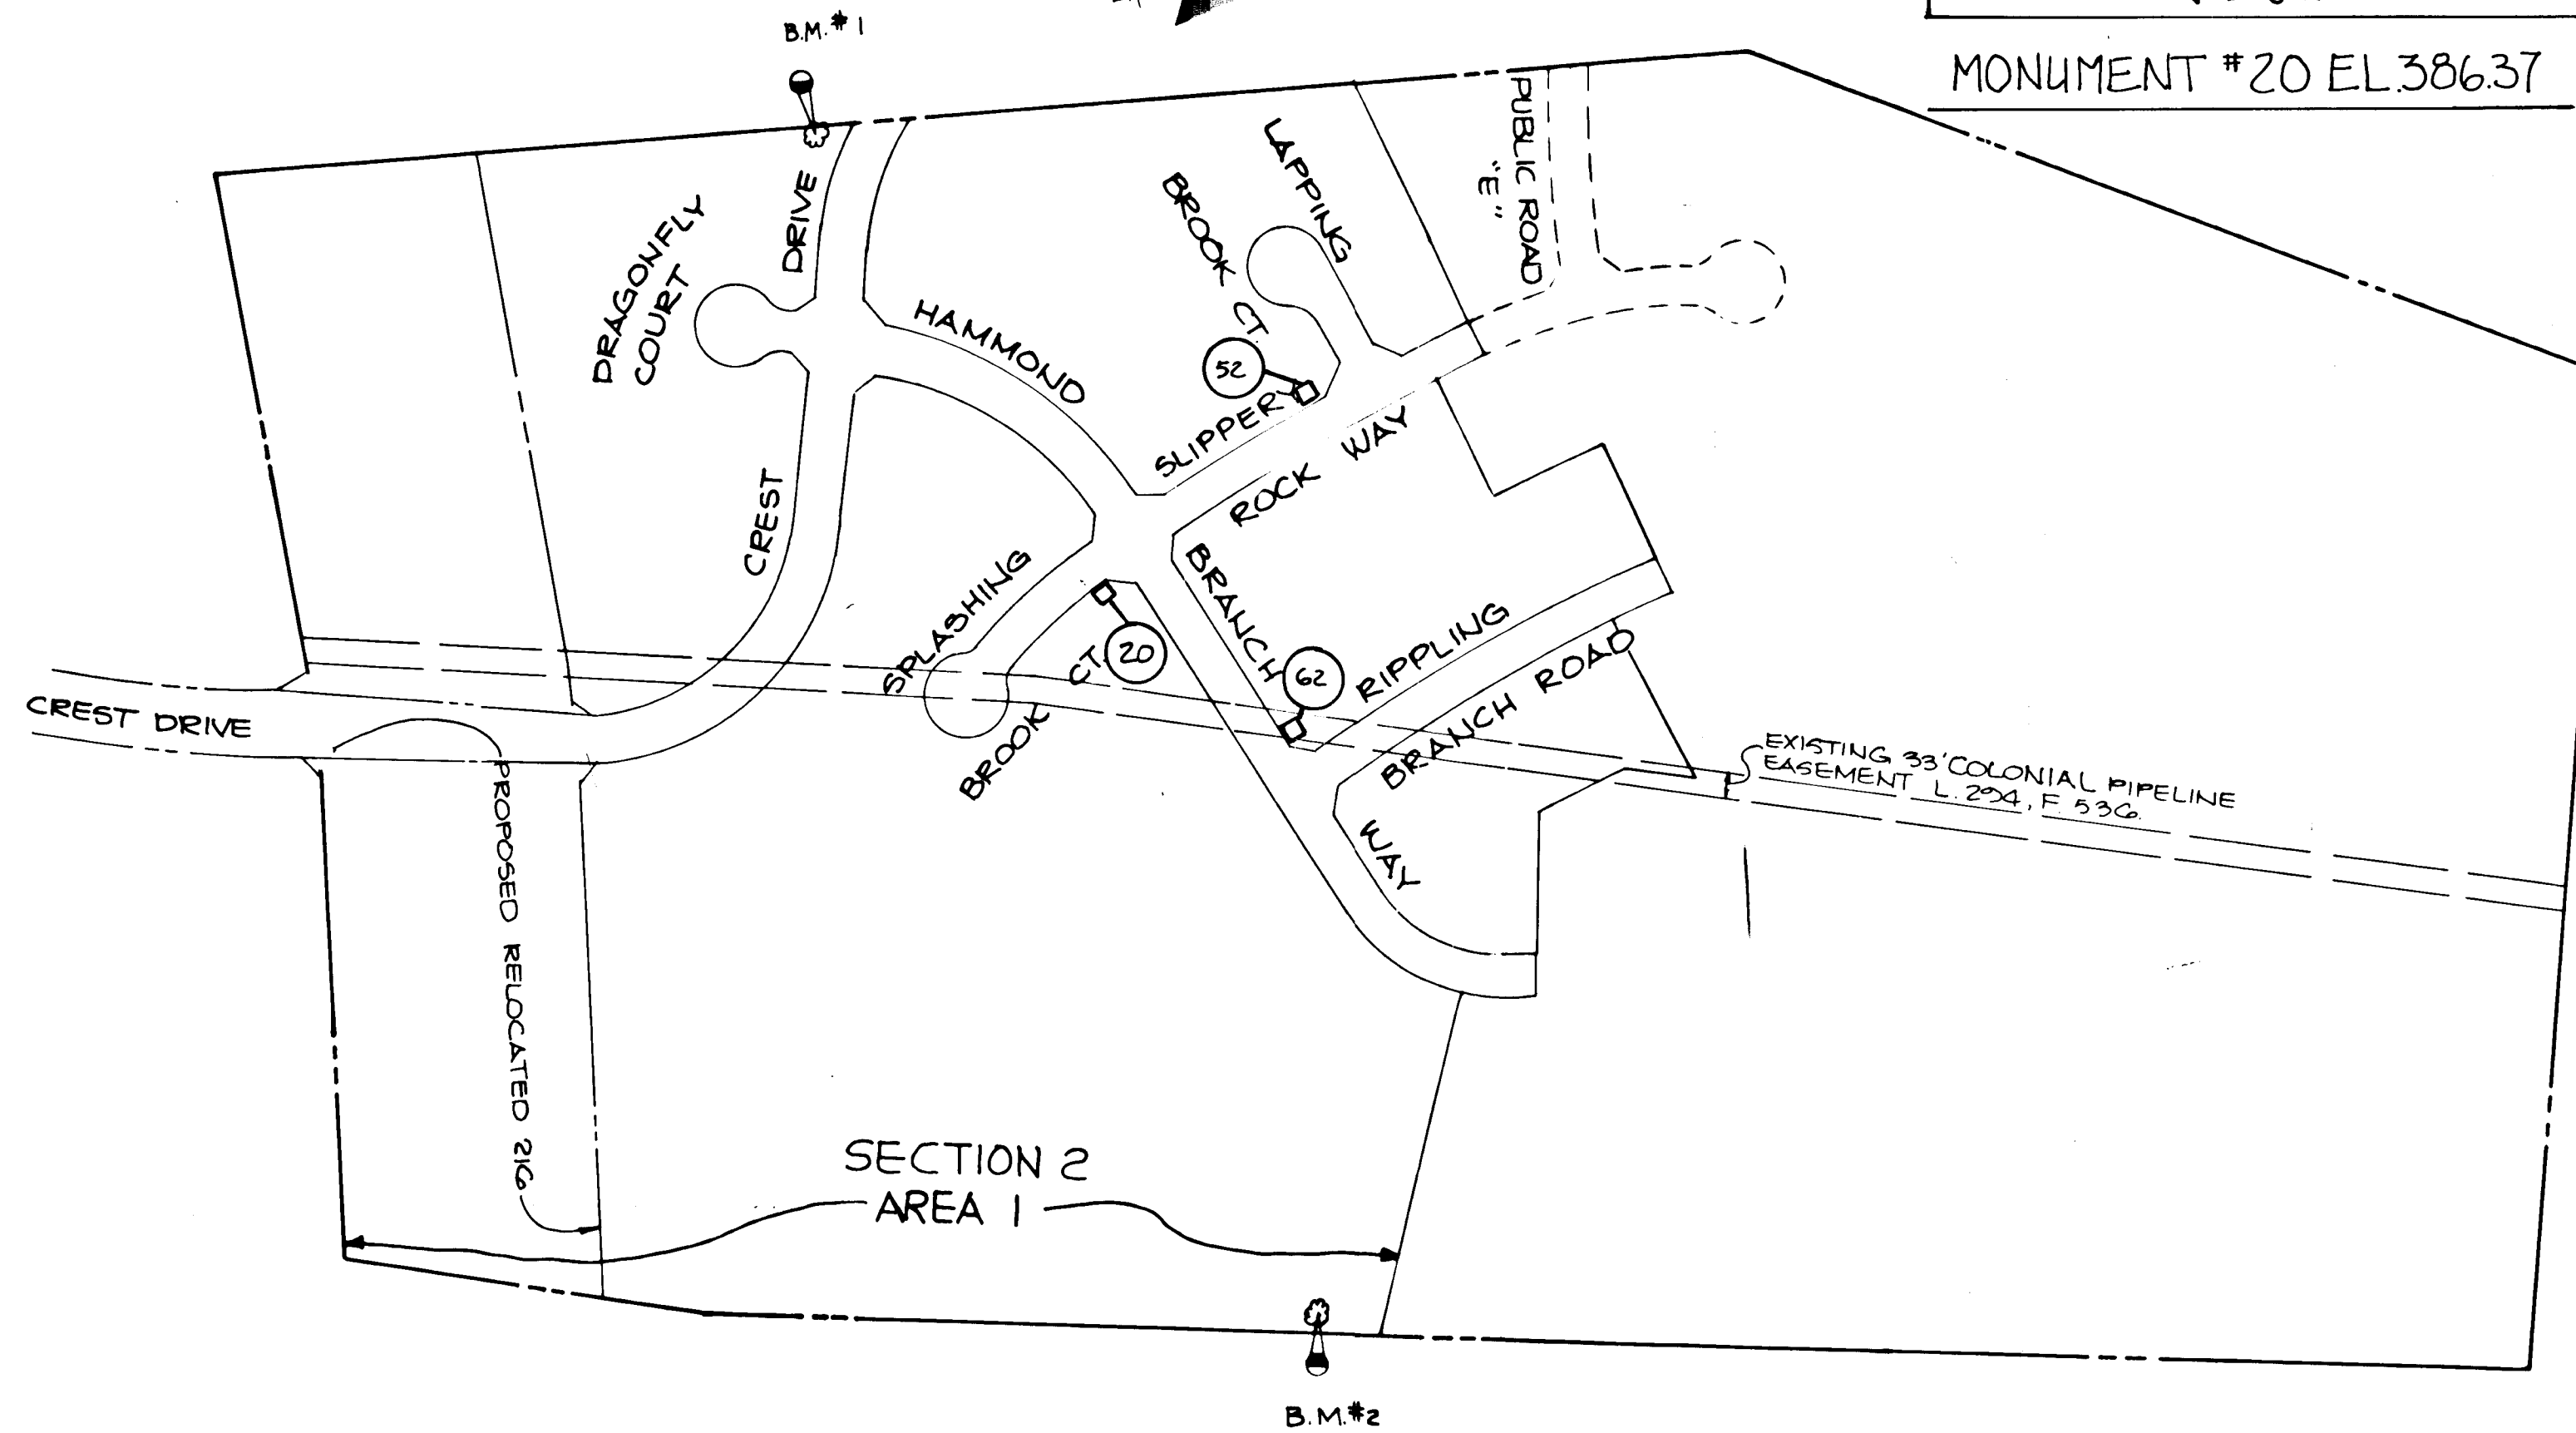 B.M. #1
MONUMENT #20 EL.386.37
PUBLIC ROAD
"E"
LAPPING
BROOK CT.
DRIVE
DRAGONFLY
COURT
HAMMOND
52
SLIPPERY
ROCK WAY
CREST
BRANCH
SPLASHING
20
CT.
62
RIPPLING
BRANCH ROAD
BROOK
WAY
CREST DRIVE
EXISTING 33' COLONIAL PIPELINE
EASEMENT L. 294, F. 536.
PROPOSED RELOCATED 216
SECTION 2
AREA 1
B.M. #2